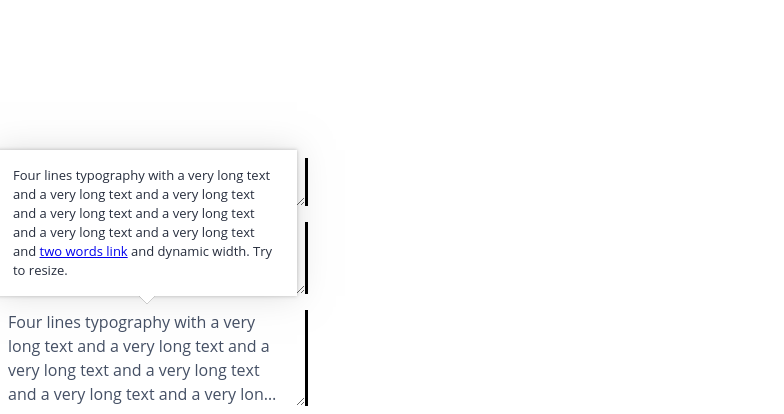 Four lines typography with a very long text
and a very long text and a very long text
and a very long text and a very long text
and a very long text and a very long text
and two words link and dynamic width. Try
to resize.
Four lines typography with a very
long text and a very long text and a
very long text and a very long text
and a very long text and a very lon...